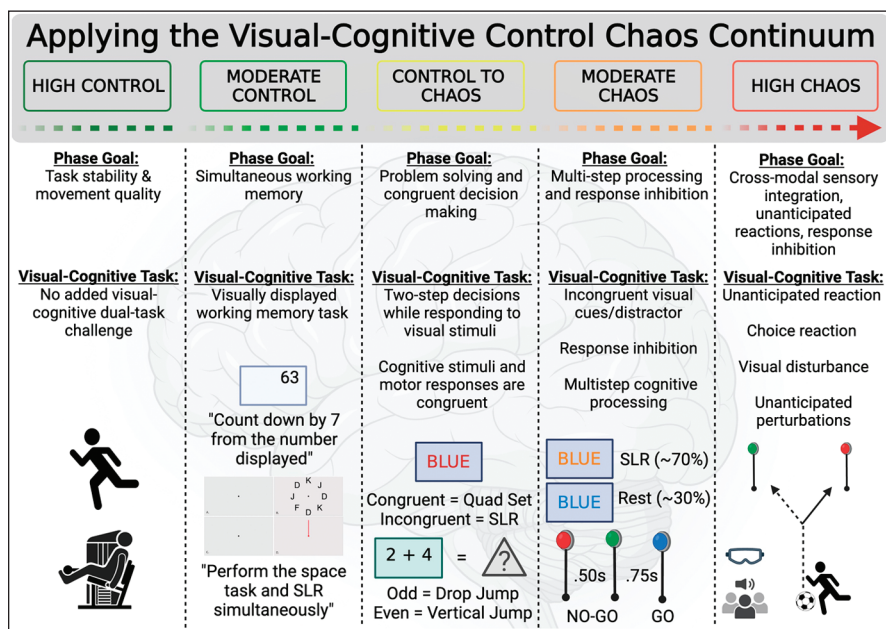 Applying the Visual-Cognitive Control Chaos Continuum
HIGH CONTROL
MODERATE
CONTROL
CONTROL TO
CHAOS
MODERATE
CHAOS
HIGH CHAOS
Phase Goal:
Task stability &
movement quality
Visual-Cognitive Task:
No added visual-
cognitive dual-task
challenge
Phase Goal:
Simultaneous working
memory
Visual-Cognitive Task:
Visually displayed
working memory task
63
"Count down by 7
from the number
displayed"
K
D J
J D
F K
D
"Perform the space
task and SLR
simultaneously"
Phase Goal:
Problem solving and
congruent decision
making
Visual-Cognitive Task:
Two-step decisions
while responding to
visual stimuli
Cognitive stimuli and
motor responses are
congruent
BLUE
Congruent = Quad Set
Incongruent = SLR
2 + 4 = ?
Odd = Drop Jump
Even = Vertical Jump
Phase Goal:
Multi-step processing
and response inhibition
Visual-Cognitive Task:
Incongruent visual
cues/distractor
Response inhibition
Multistep cognitive
processing
BLUE SLR (~70%)
BLUE Rest (~30%)
.50s .75s
NO-GO GO
Phase Goal:
Cross-modal sensory
integration,
unanticipated
reactions, response
inhibition
Visual-Cognitive Task:
Unanticipated reaction
Choice reaction
Visual disturbance
Unanticipated
perturbations